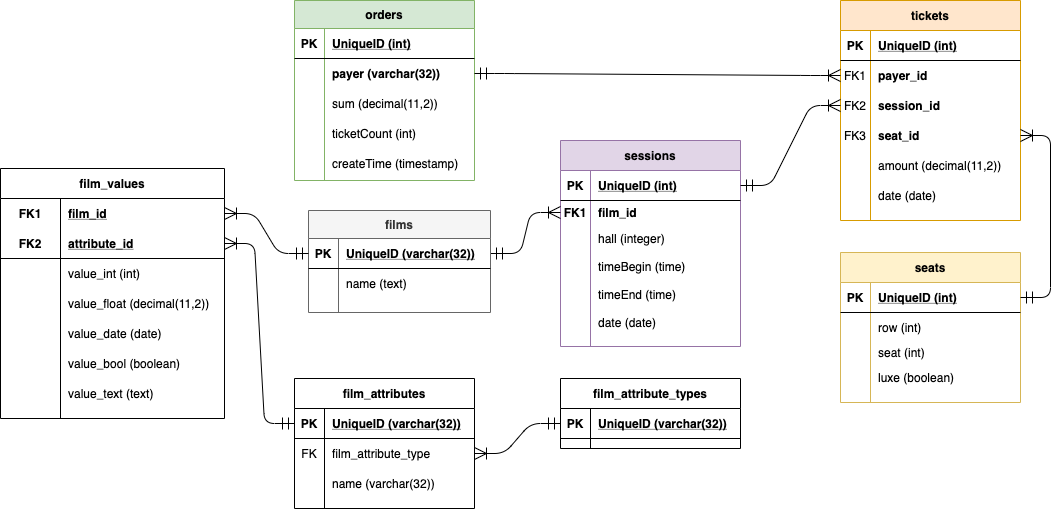 orders
PK UniqueID (int)
payer (varchar(32))
sum (decimal(11,2))
ticketCount (int)
createTime (timestamp)
tickets
PK UniqueID (int)
FK1 payer_id
FK2 session_id
FK3 seat_id
amount (decimal(11,2))
date (date)
sessions
PK UniqueID (int)
FK1 film_id
hall (integer)
timeBegin (time)
timeEnd (time)
date (date)
film_values
FK1 film_id
FK2 attribute_id
value_int (int)
value_float (decimal(11,2))
value_date (date)
value_bool (boolean)
value_text (text)
films
PK UniqueID (varchar(32))
name (text)
seats
PK UniqueID (int)
row (int)
seat (int)
luxe (boolean)
film_attributes
PK UniqueID (varchar(32))
FK film_attribute_type
name (varchar(32))
film_attribute_types
PK UniqueID (varchar(32))